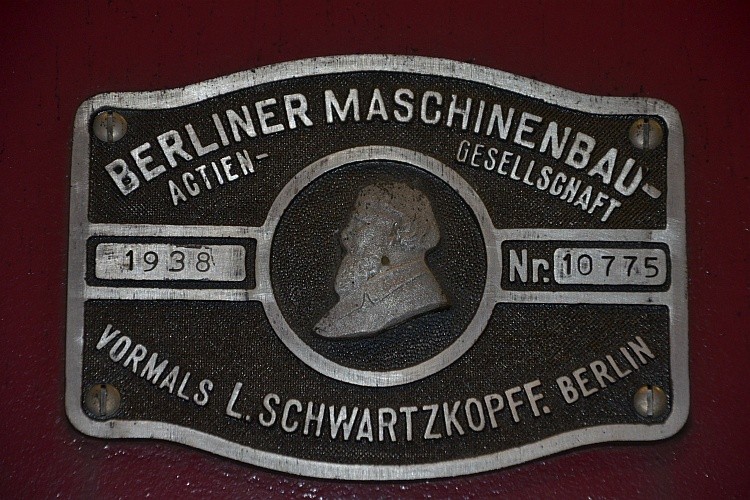 BERLINER MASCHINENBAU-
ACTIEN- GESELLSCHAFT
1938 Nr. 10775
VORMALS L. SCHWARTZKOPFF. BERLIN